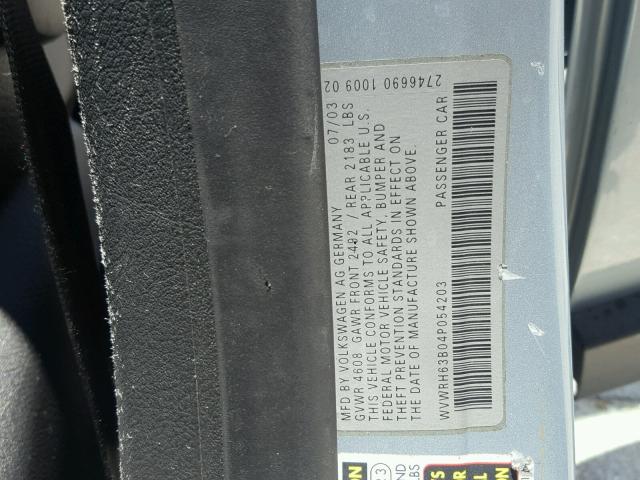 2746690 1009 02
MFD BY VOLKSWAGEN AG GERMANY 07/03
GVWR 4608 GAWR FRONT 2492 / REAR 2183 LBS
THIS VEHICLE CONFORMS TO ALL APPLICABLE U.S.
FEDERAL MOTOR VEHICLE SAFETY, BUMPER AND
THEFT PREVENTION STANDARDS IN EFFECT ON
THE DATE OF MANUFACTURE SHOWN ABOVE.
WVWRH63B04P054203 PASSENGER CAR